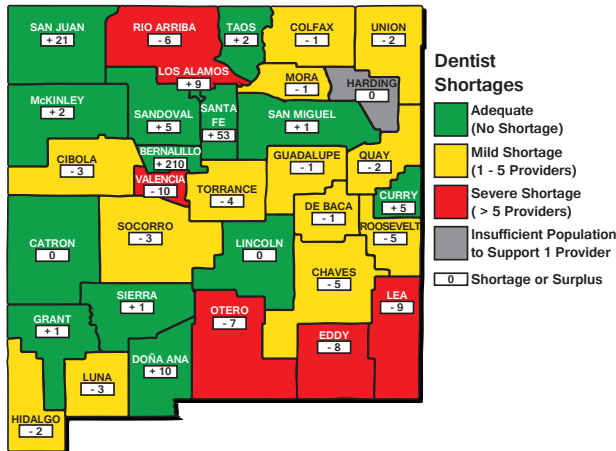 SAN JUAN
+ 21
RIO ARRIBA
- 6
TAOS
+ 2
COLFAX
- 1
UNION
- 2
LOS ALAMOS
+ 9
MORA
- 1
HARDING
0
McKINLEY
+ 2
SANDOVAL
+ 5
SANTA
FE
+ 53
SAN MIGUEL
+ 1
CIBOLA
- 3
BERNALILLO
+ 210
VALENCIA
- 10
TORRANCE
- 4
GUADALUPE
- 1
QUAY
- 2
CURRY
+ 5
DE BACA
- 1
ROOSEVELT
- 5
CATRON
0
SOCORRO
- 3
LINCOLN
0
CHAVES
- 5
SIERRA
+ 1
OTERO
- 7
LEA
- 9
GRANT
+ 1
EDDY
- 8
DOÑA ANA
+ 10
LUNA
- 3
HIDALGO
- 2
Dentist
Shortages
Adequate
(No Shortage)
Mild Shortage
(1 - 5 Providers)
Severe Shortage
( > 5 Providers)
Insufficient Population
to Support 1 Provider
0 Shortage or Surplus